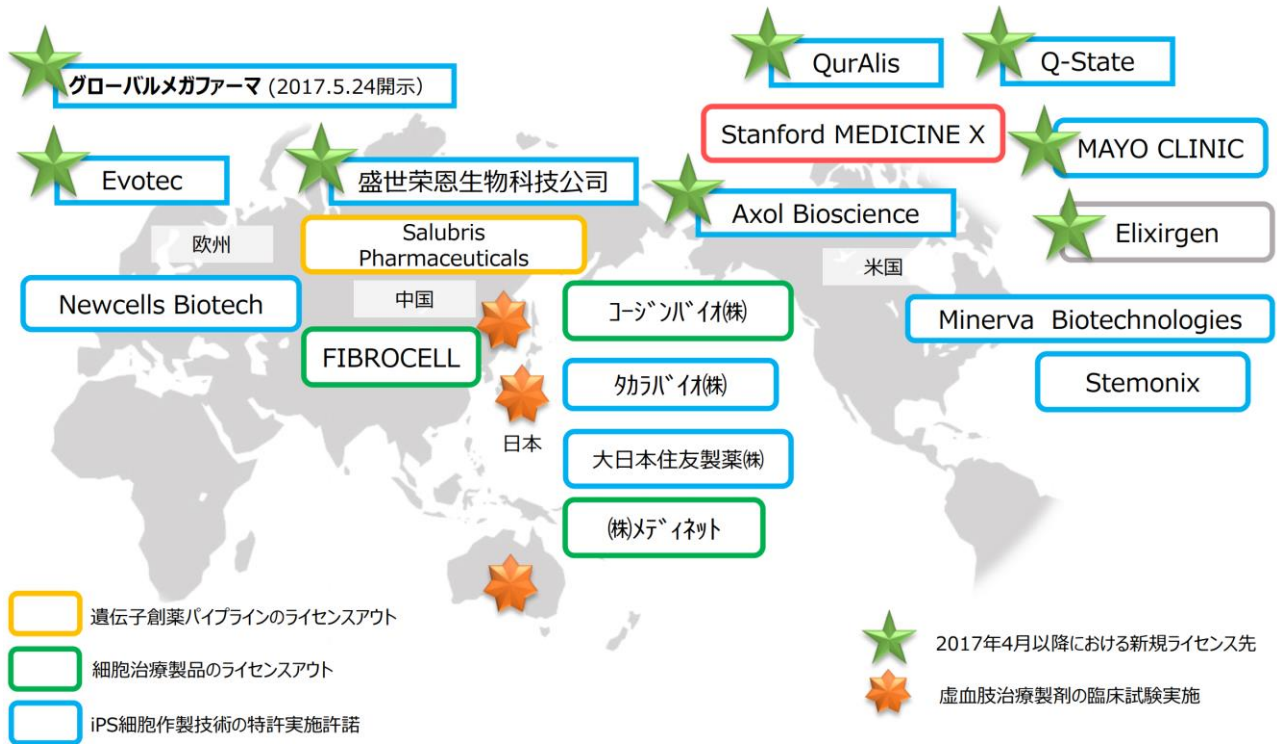 グローバルメガファーマ (2017.5.24開示)
QurAlis
Q-State
Stanford MEDICINE X
MAYO CLINIC
Evotec
盛世荣恩生物科技公司
Axol Bioscience
Elixirgen
欧州
Salubris
Pharmaceuticals
米国
Newcells Biotech
中国
コージンバイオ㈱
Minerva Biotechnologies
FIBROCELL
タカラバイオ㈱
Stemonix
日本
大日本住友製薬㈱
㈱メディネット
遺伝子創薬パイプラインのライセンスアウト
細胞治療製品のライセンスアウト
iPS細胞作製技術の特許実施許諾
2017年4月以降における新規ライセンス先
虚血肢治療製剤の臨床試験実施